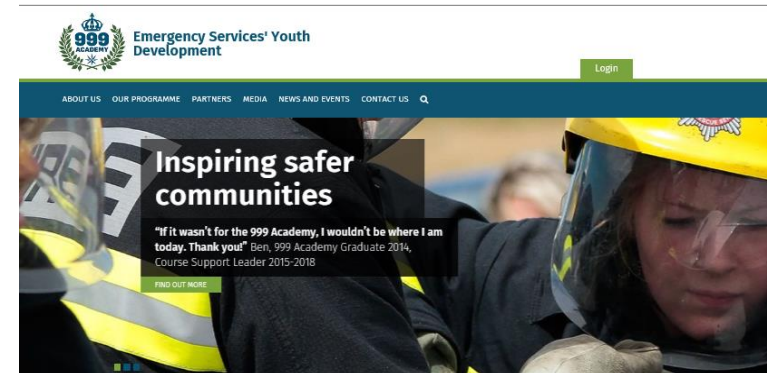 999
ACADEMY
Emergency Services' Youth
Development
Login
ABOUT US OUR PROGRAMME PARTNERS MEDIA NEWS AND EVENTS CONTACT US
Inspiring safer
communities
“If it wasn't for the 999 Academy, I wouldn't be where I am
today. Thank you!” Ben, 999 Academy Graduate 2014,
Course Support Leader 2015-2018
FIND OUT MORE